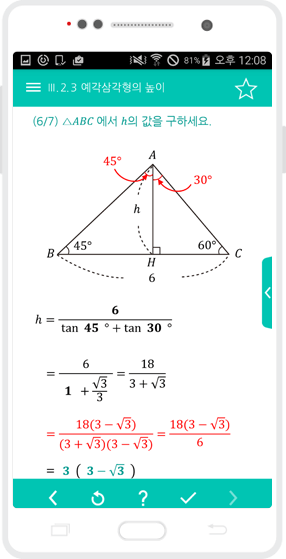 81% 오후 12:08
III.2.3 예각삼각형의 높이
(6/7) △ABC 에서 h의 값을 구하세요.
A
45°
30°
h
45°
60°
B
H
C
6
h = 6 / (tan 45 ° + tan 30 °)
= 6 / (1 + √3/3) = 18 / (3 + √3)
= 18(3 − √3) / (3 + √3)(3 − √3) = 18(3 − √3) / 6
= 3 ( 3 − √3 )
?